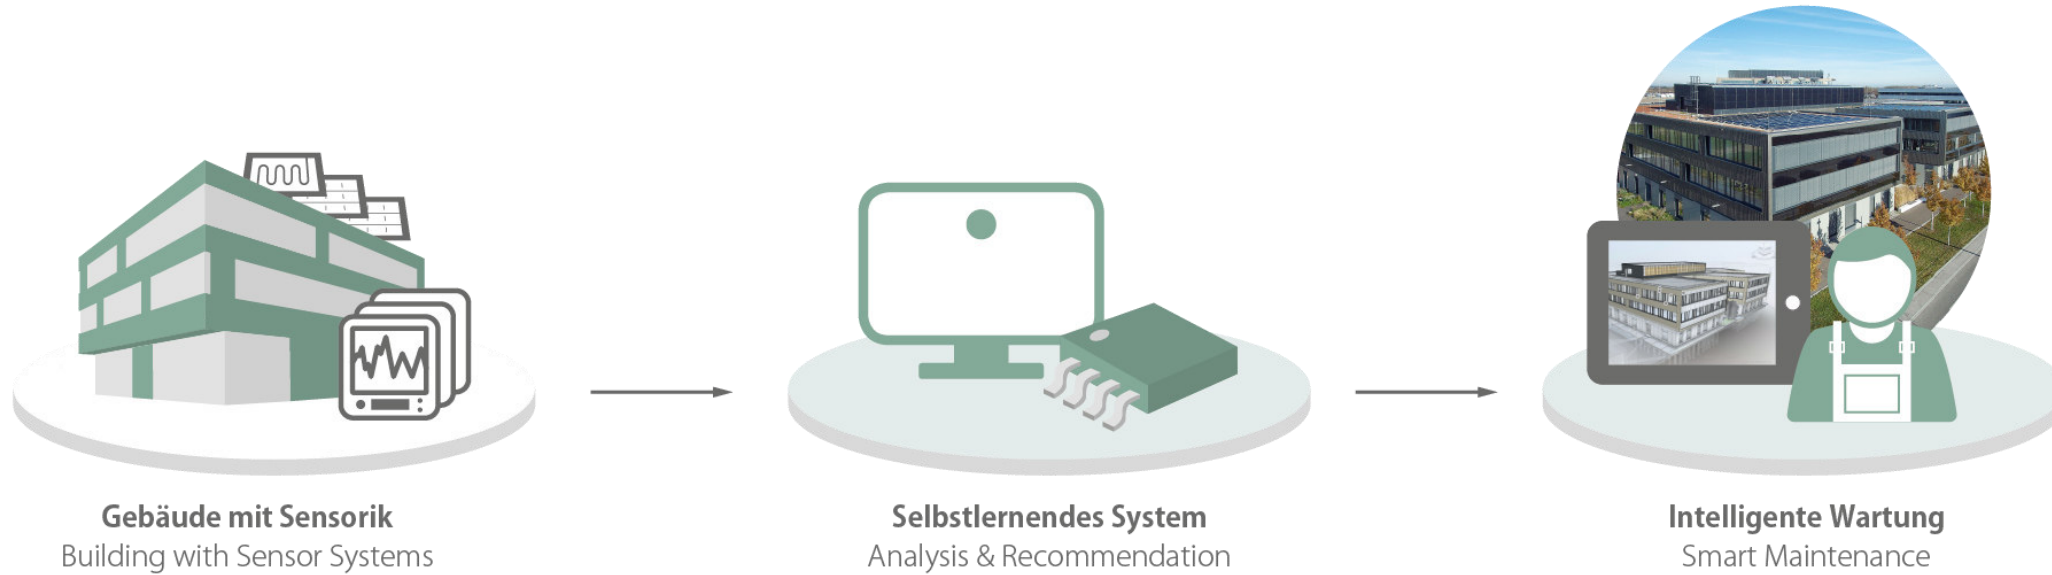 Gebäude mit Sensorik
Building with Sensor Systems
Selbstlernendes System
Analysis & Recommendation
Intelligente Wartung
Smart Maintenance